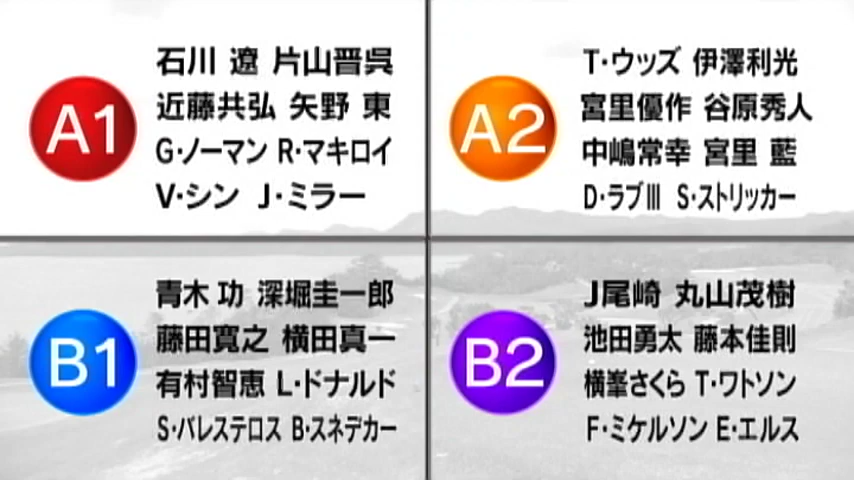 A1
石川 遼 片山晋呉
近藤共弘 矢野 東
G・ノーマン R・マキロイ
V・シン J・ミラー
A2
T・ウッズ 伊澤利光
宮里優作 谷原秀人
中嶋常幸 宮里 藍
D・ラブⅢ S・ストリッカー
B1
青木 功 深堀圭一郎
藤田寛之 横田真一
有村智恵 L・ドナルド
S・バレステロス B・スネデカー
B2
J尾崎 丸山茂樹
池田勇太 藤本佳則
横峯さくら T・ワトソン
F・ミケルソン E・エルス